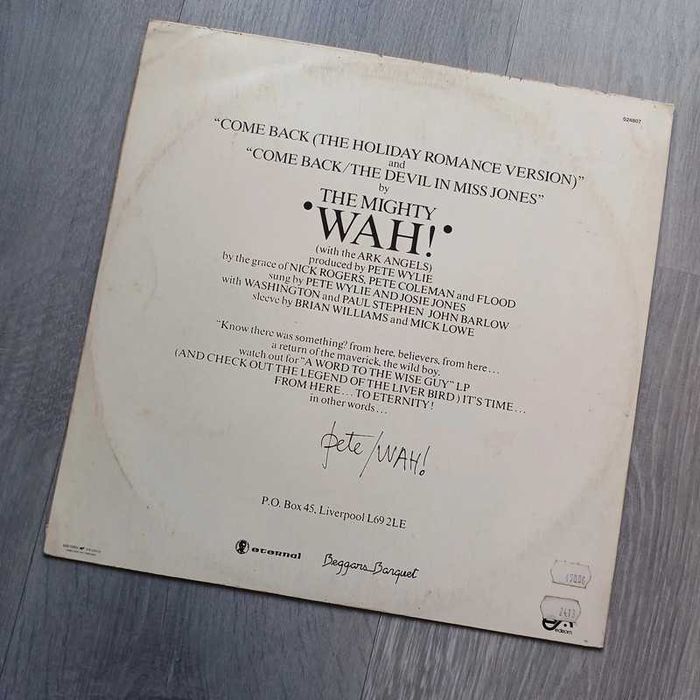 524807
“COME BACK (THE HOLIDAY ROMANCE VERSION)”
and
“COME BACK/THE DEVIL IN MISS JONES”
by
THE MIGHTY
•WAH!•
(with the ARK ANGELS)
produced by PETE WYLIE
by the grace of NICK ROGERS, PETE COLEMAN and FLOOD
sung by PETE WYLIE AND JOSIE JONES
with WASHINGTON and PAUL STEPHEN JOHN BARLOW
sleeve by BRIAN WILLIAMS and MICK LOWE
“Know there was something? from here, believers, from here...
a return of the maverick, the wild boy,
watch out for “A WORD TO THE WISE GUY” LP
(AND CHECK OUT THE LEGEND OF THE LIVER BIRD) IT'S TIME...
FROM HERE... TO ETERNITY!
in other words...
pete/WAH!
P.O. Box 45, Liverpool L69 2LE
eternal
Beggars Banquet